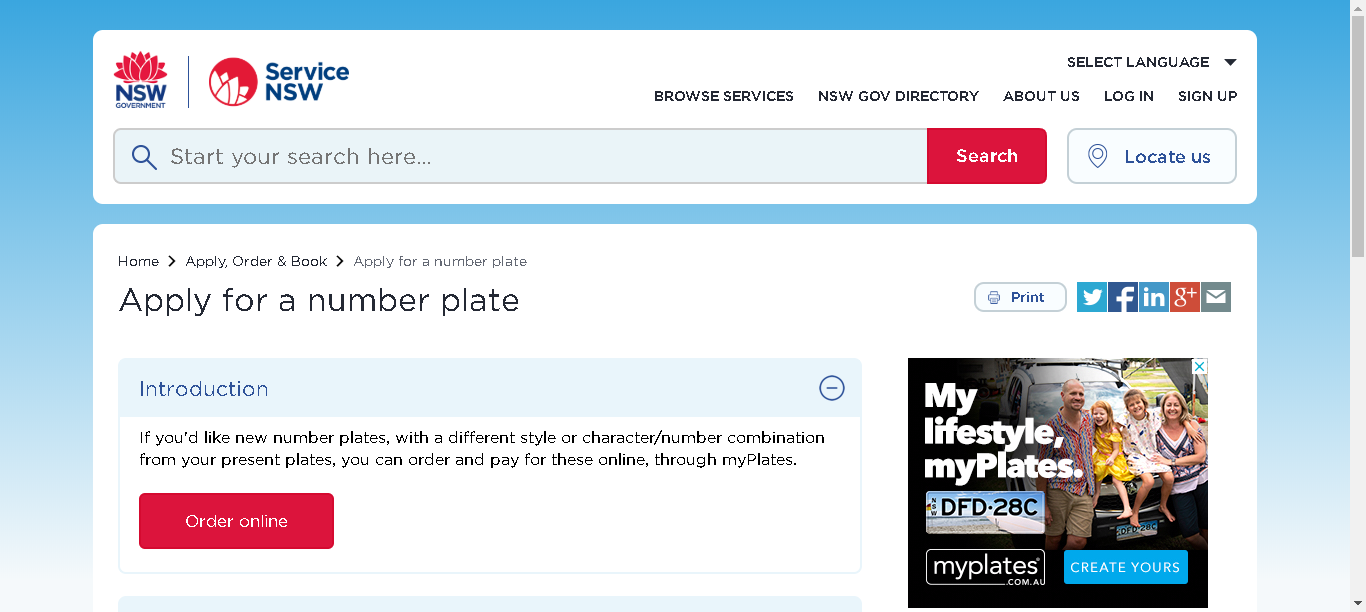 NSW
GOVERNMENT
Service
NSW
SELECT LANGUAGE
BROWSE SERVICES NSW GOV DIRECTORY ABOUT US LOG IN SIGN UP
Start your search here...
Search
Locate us
Home Apply, Order & Book Apply for a number plate
Apply for a number plate
Print
Introduction
If you'd like new number plates, with a different style or character/number combination
from your present plates, you can order and pay for these online, through myPlates.
Order online
My
lifestyle,
myPlates.
NSW
DFD·28C
DFD·28C
myplates
.COM.AU
CREATE YOURS